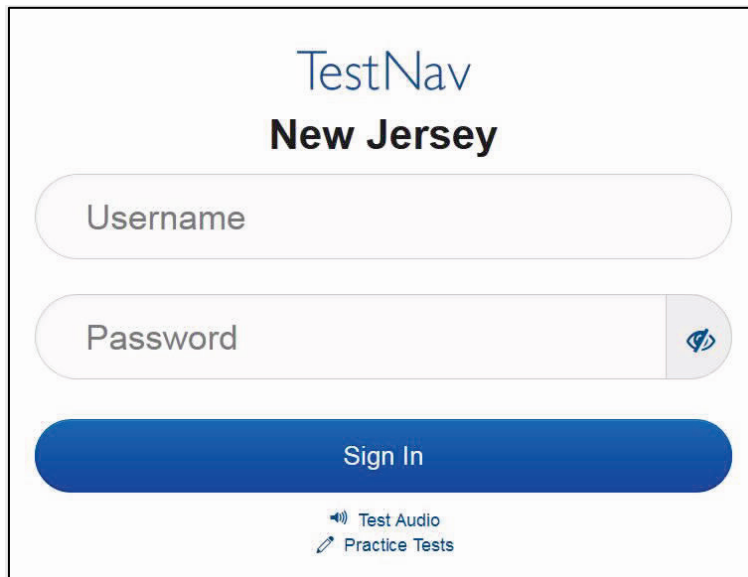 TestNav
New Jersey
Username
Password
Sign In
Test Audio
Practice Tests